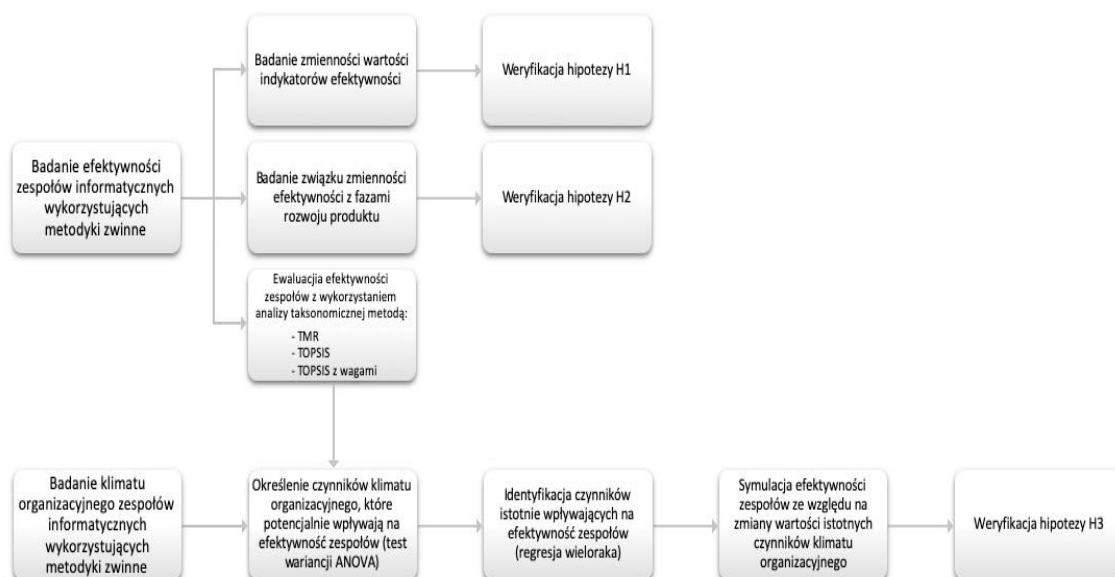 Badanie zmienności wartości
indykatorów efektywności
Weryfikacja hipotezy H1
Badanie efektywności
zespołów informatycznych
wykorzystujących
metodyki zwinne
Badanie związku zmienności
efektywności z fazami
rozwoju produktu
Weryfikacja hipotezy H2
Ewaluacjia efektywności
zespołów z wykorzystaniem
analizy taksonomicznej metodą:
- TMR
- TOPSIS
- TOPSIS z wagami
Badanie klimatu
organizacyjnego zespołów
informatycznych
wykorzystujących
metodyki zwinne
Określenie czynników klimatu
organizacyjnego, które
potencjalnie wpływają na
efektywność zespołów (test
wariancji ANOVA)
Identyfikacja czynników
istotnie wpływających na
efektywność zespołów
(regresja wieloraka)
Symulacja efektywności
zespołów ze względu na
zmiany wartości istotnych
czynników klimatu
organizacyjnego
Weryfikacja hipotezy H3